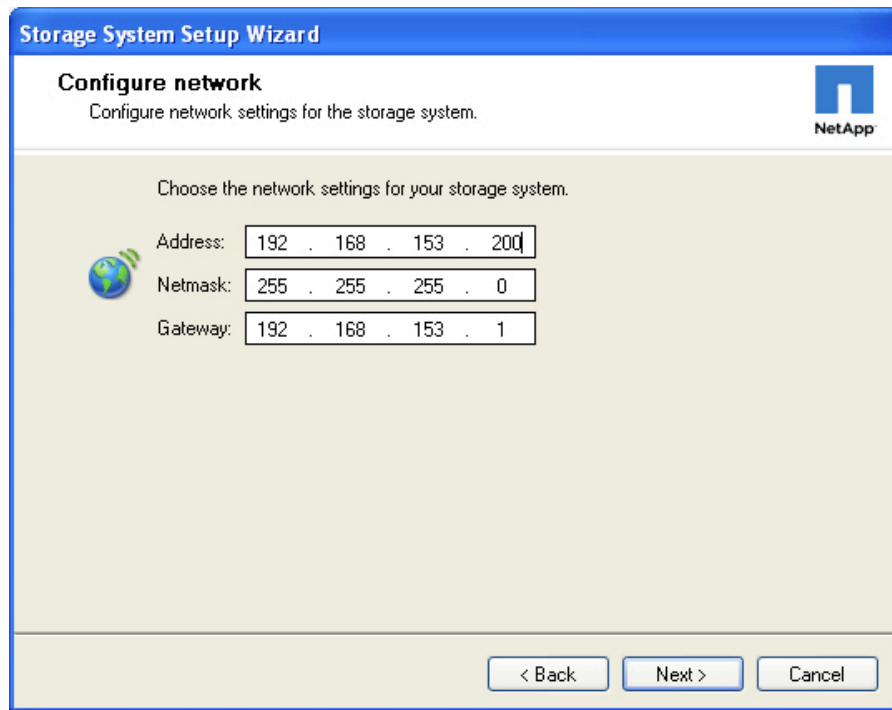 Storage System Setup Wizard
Configure network
Configure network settings for the storage system.
NetApp
Choose the network settings for your storage system.
Address: 192 . 168 . 153 . 200
Netmask: 255 . 255 . 255 . 0
Gateway: 192 . 168 . 153 . 1
< Back Next > Cancel